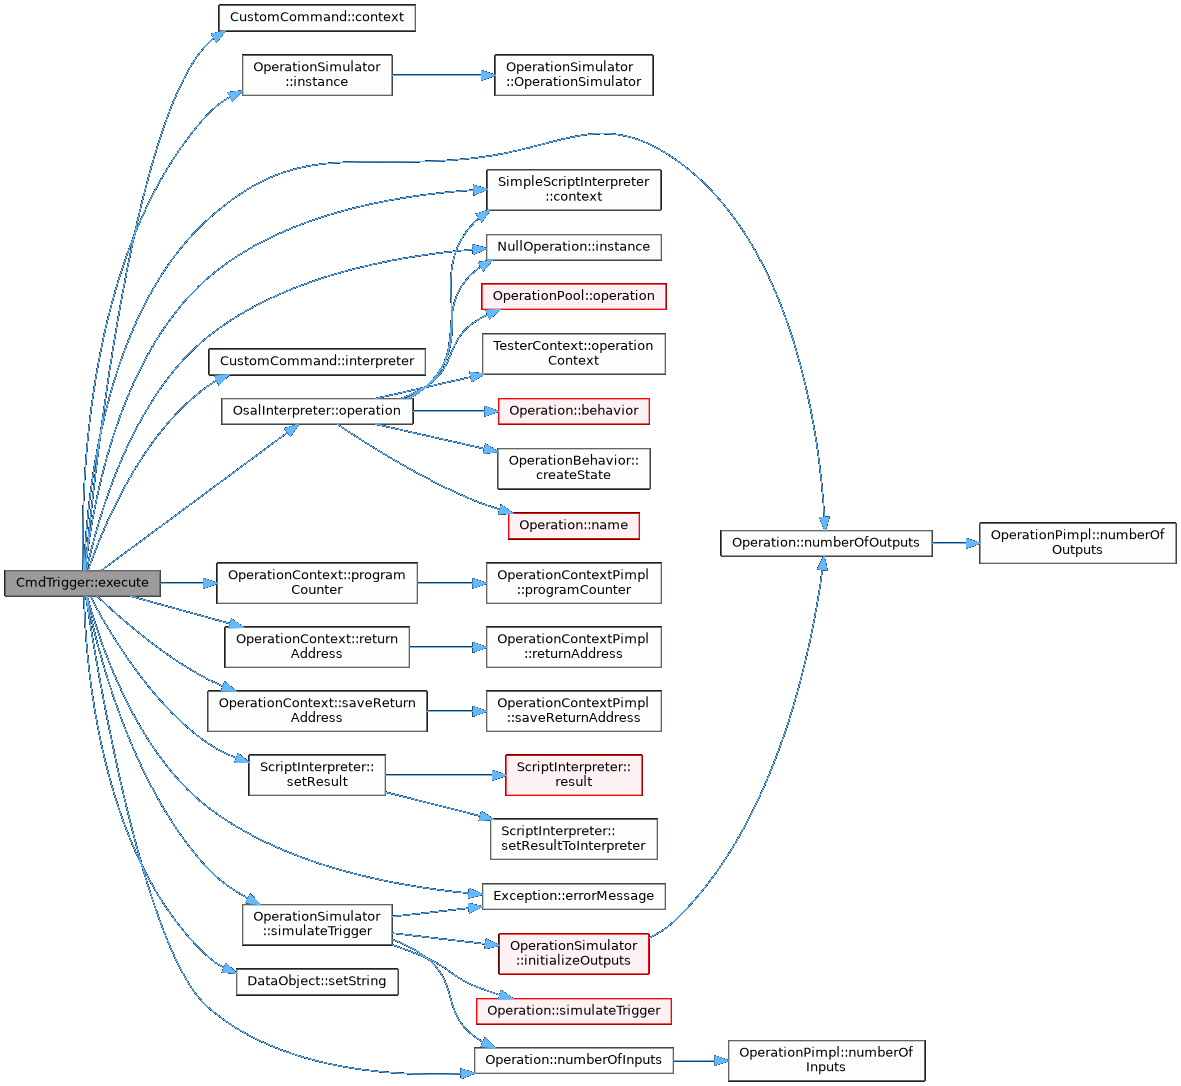 CustomCommand::context
OperationSimulator
::instance
OperationSimulator
::OperationSimulator
SimpleScriptInterpreter
::context
NullOperation::instance
OperationPool::operation
TesterContext::operation
Context
CustomCommand::interpreter
OsalInterpreter::operation
Operation::behavior
OperationBehavior::
createState
Operation::name
Operation::numberOfOutputs
OperationPimpl::numberOf
Outputs
CmdTrigger::execute
OperationContext::program
Counter
OperationContextPimpl
::programCounter
OperationContext::return
Address
OperationContextPimpl
::returnAddress
OperationContext::saveReturn
Address
OperationContextPimpl
::saveReturnAddress
ScriptInterpreter::
setResult
ScriptInterpreter::
result
ScriptInterpreter::
setResultToInterpreter
Exception::errorMessage
OperationSimulator
::simulateTrigger
OperationSimulator
::initializeOutputs
DataObject::setString
Operation::simulateTrigger
Operation::numberOfInputs
OperationPimpl::numberOf
Inputs